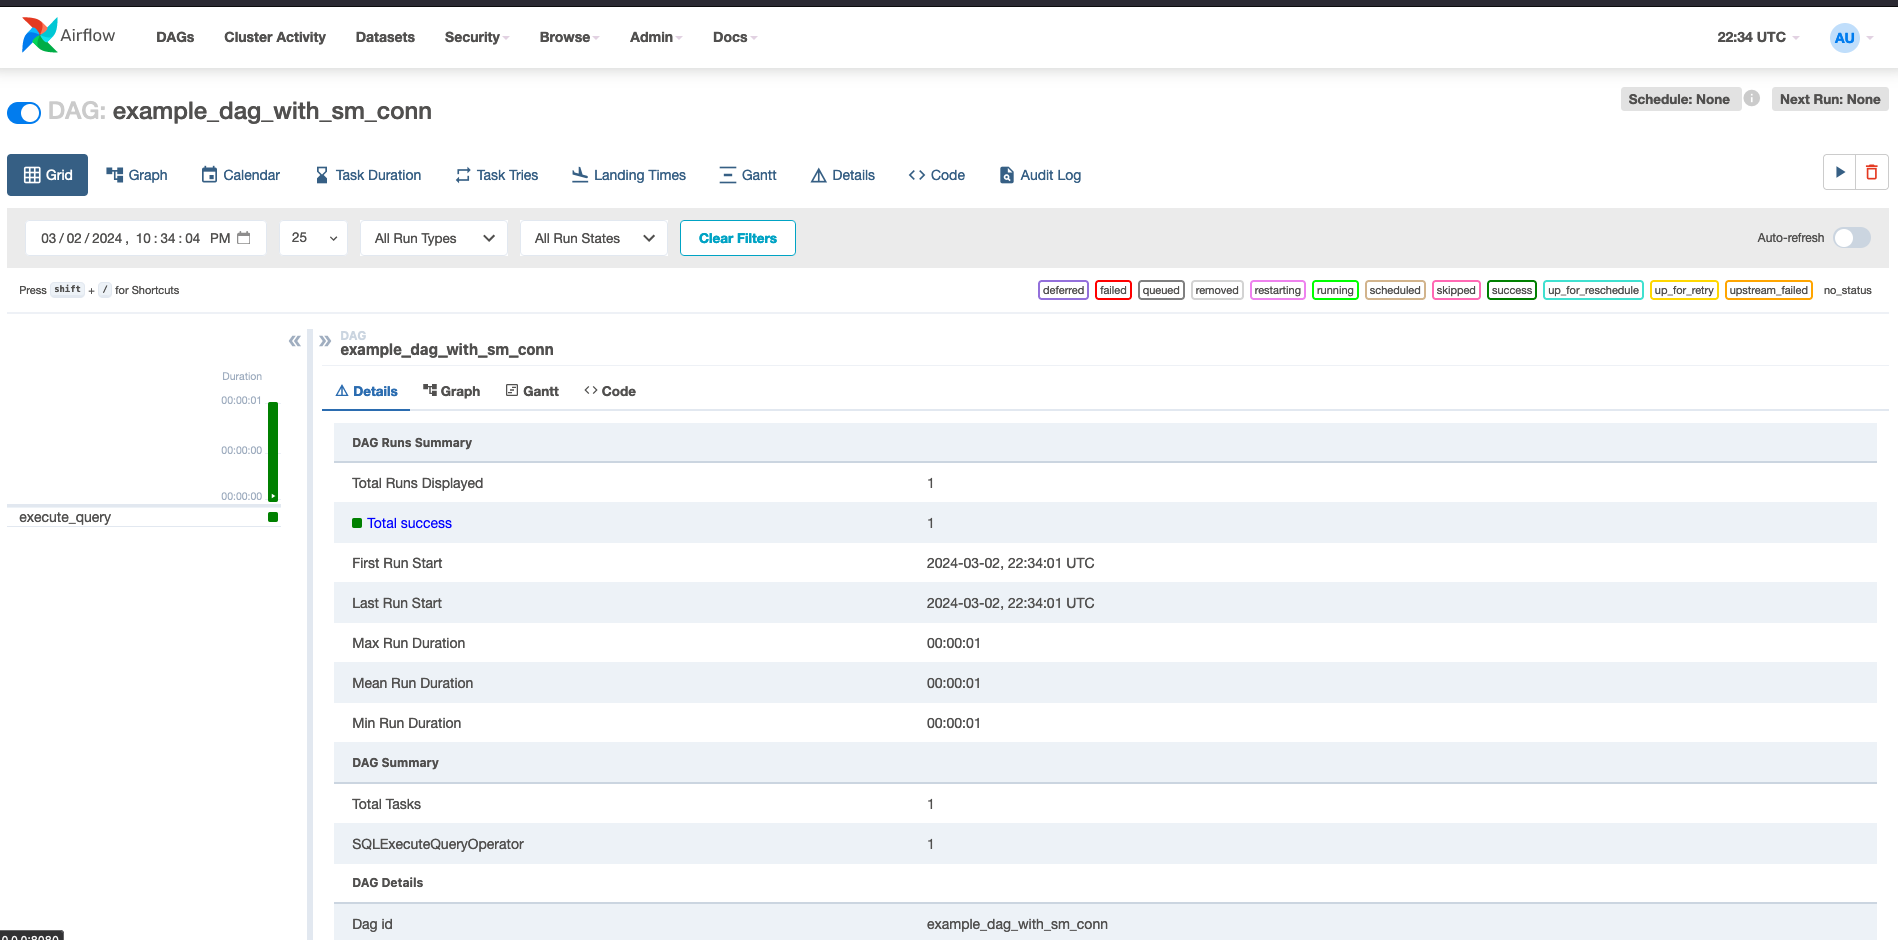 Airflow DAGs Cluster Activity Datasets Security Browse Admin Docs 22:34 UTC AU
DAG: example_dag_with_sm_conn Schedule: None i Next Run: None
Grid Graph Calendar Task Duration Task Tries Landing Times Gantt Details Code Audit Log
03/02/2024, 10:34:04 PM 25 All Run Types All Run States Clear Filters Auto-refresh
Press shift + / for Shortcuts deferred failed queued removed restarting running scheduled skipped success up_for_reschedule up_for_retry upstream_failed no_status
Duration
00:00:01
00:00:00
00:00:00
execute_query
DAG
example_dag_with_sm_conn
Details Graph Gantt Code
DAG Runs Summary
Total Runs Displayed 1
Total success 1
First Run Start 2024-03-02, 22:34:01 UTC
Last Run Start 2024-03-02, 22:34:01 UTC
Max Run Duration 00:00:01
Mean Run Duration 00:00:01
Min Run Duration 00:00:01
DAG Summary
Total Tasks 1
SQLExecuteQueryOperator 1
DAG Details
Dag id example_dag_with_sm_conn